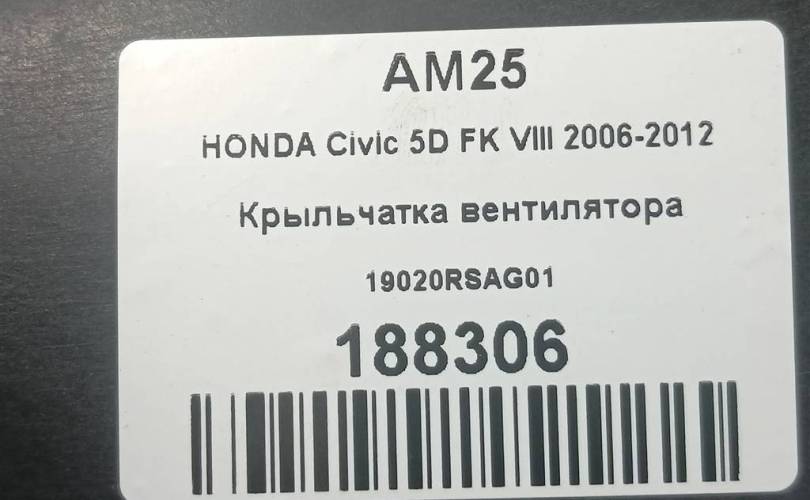 AM25
HONDA Civic 5D FK VIII 2006-2012
Крыльчатка вентилятора
19020RSAG01
188306